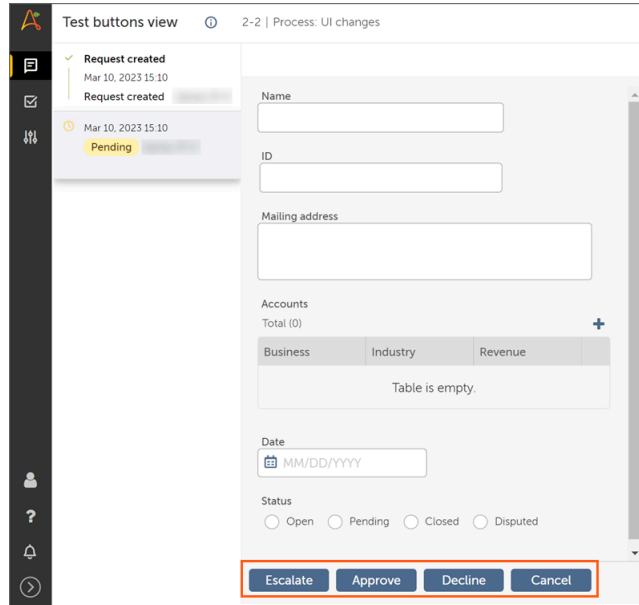 Test buttons view
2-2 | Process: UI changes
Request created
Mar 10, 2023 15:10
Request created
Mar 10, 2023 15:10
Pending
Name
ID
Mailing address
Accounts
Total (0)
Business Industry Revenue
Table is empty.
Date
MM/DD/YYYY
Status
Open Pending Closed Disputed
Escalate Approve Decline Cancel